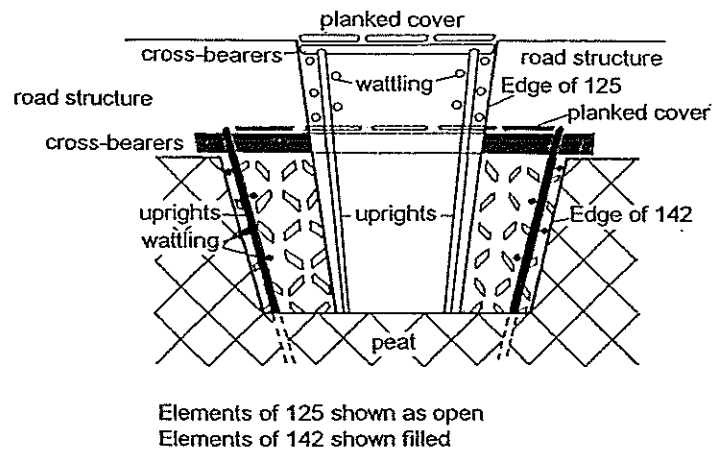 planked cover
cross-bearers
road structure
wattling
Edge of 125
road structure
planked cover
cross-bearers
uprights
uprights
Edge of 142
wattling
peat
Elements of 125 shown as open
Elements of 142 shown filled